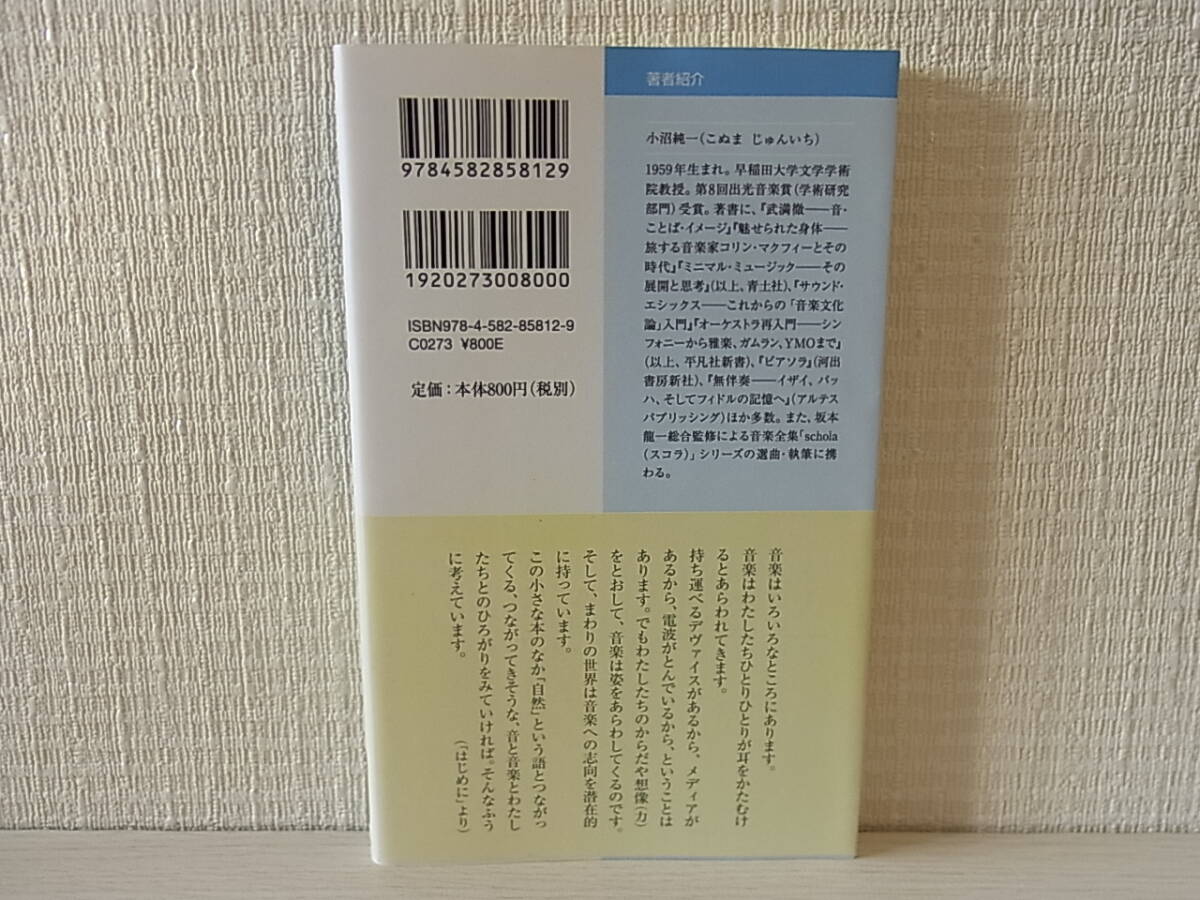 9784582858129
1920273008000
ISBN978-4-582-85812-9
C0273 ¥800E
定価：本体800円（税別）
著者紹介
小沼純一（こぬま じゅんいち）
1959年生まれ。早稲田大学文学学術
院教授。第8回出光音楽賞（学術研究
部門）受賞。著書に、『武満徹――音・
ことば・イメージ』『魅せられた身体――
旅する音楽家コリン・マクフィーとその
時代』『ミニマル・ミュージック――その
展開と思考』（以上、青土社）、『サウンド・
エシックス――これからの「音楽文化
論」入門』『オーケストラ再入門――シン
フォニーから雅楽、ガムラン、YMOまで』
（以上、平凡社新書）、『ピアソラ』（河出
書房新社）、『無伴奏――イザイ、バッ
ハ、そしてフィドルの記憶へ』（アルテス
パブリッシング）ほか多数。また、坂本
龍一総合監修による音楽全集「schola
（スコラ）」シリーズの選曲・執筆に携
わる。
音楽はいろいろなところにあります。
音楽はわたしたちひとりひとりが耳をかたむけ
るとあらわれてきます。
持ち運べるデヴァイスがあるから、メディアが
あるから、電波がとんでいるから、ということは
あります。でもわたしたちのからだや想像（力）
をとおして、音楽は姿をあらわしてくるのです。
そして、まわりの世界は音楽への志向を潜在的
に持っています。
この小さな本のなか「自然」という語とつながっ
てくる、つながってきそうな、音と音楽とわたし
たちとのひろがりをみていければ。そんなふう
に考えています。
（「はじめに」より）